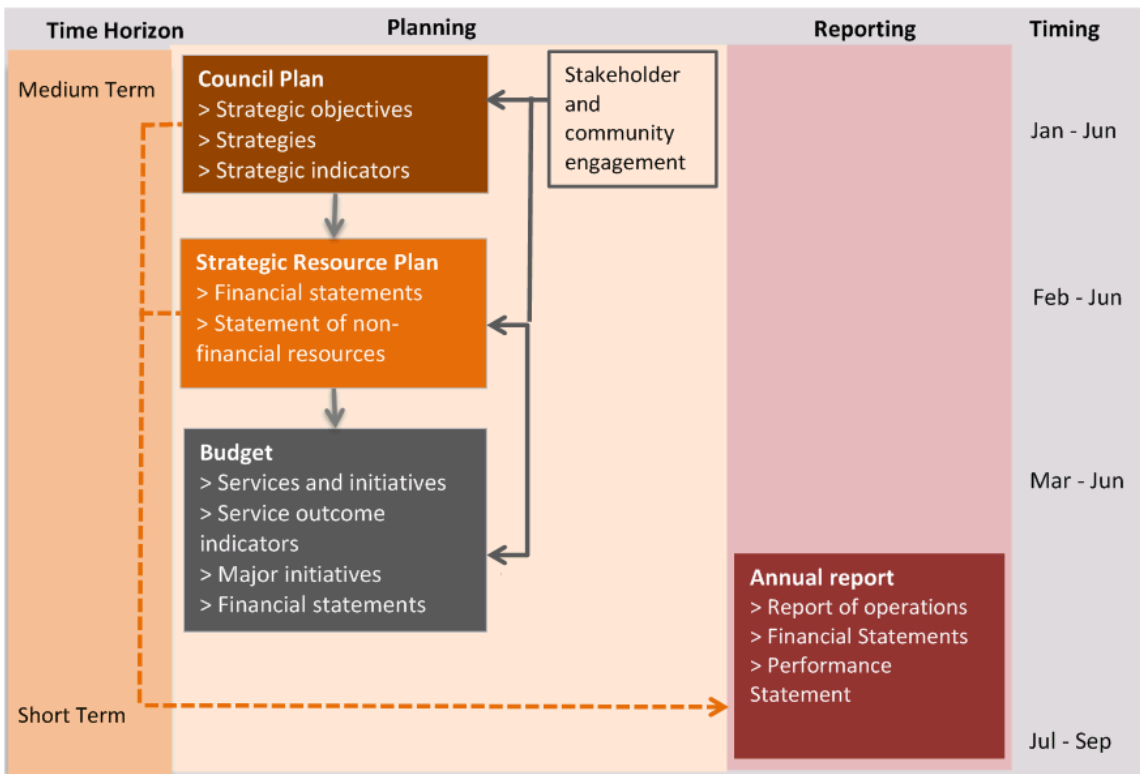 Time Horizon
Planning
Reporting
Timing
Medium Term
Council Plan
> Strategic objectives
> Strategies
> Strategic indicators
Stakeholder
and
community
engagement
Jan - Jun
Strategic Resource Plan
> Financial statements
> Statement of non-
financial resources
Feb - Jun
Budget
> Services and initiatives
> Service outcome
indicators
> Major initiatives
> Financial statements
Mar - Jun
Annual report
> Report of operations
> Financial Statements
> Performance
Statement
Short Term
Jul - Sep